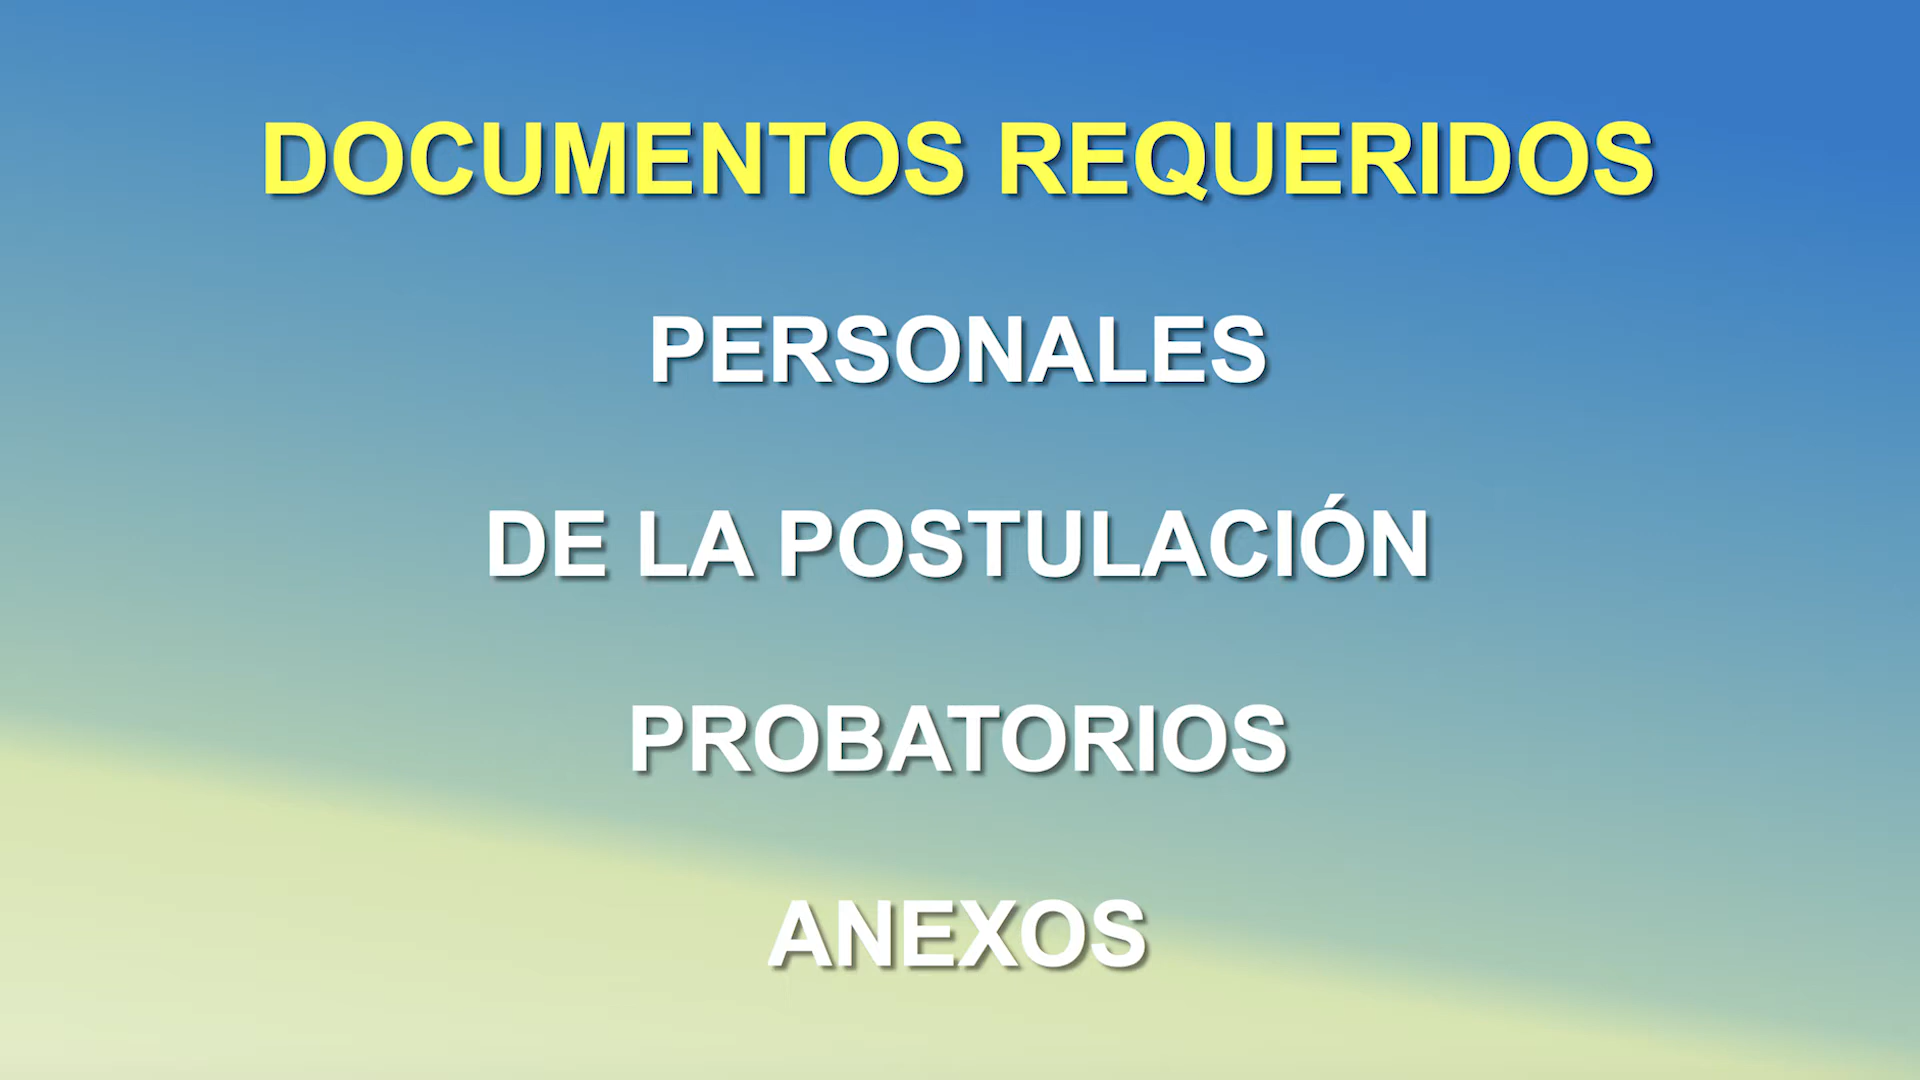 DOCUMENTOS REQUERIDOS
PERSONALES
DE LA POSTULACIÓN
PROBATORIOS
ANEXOS